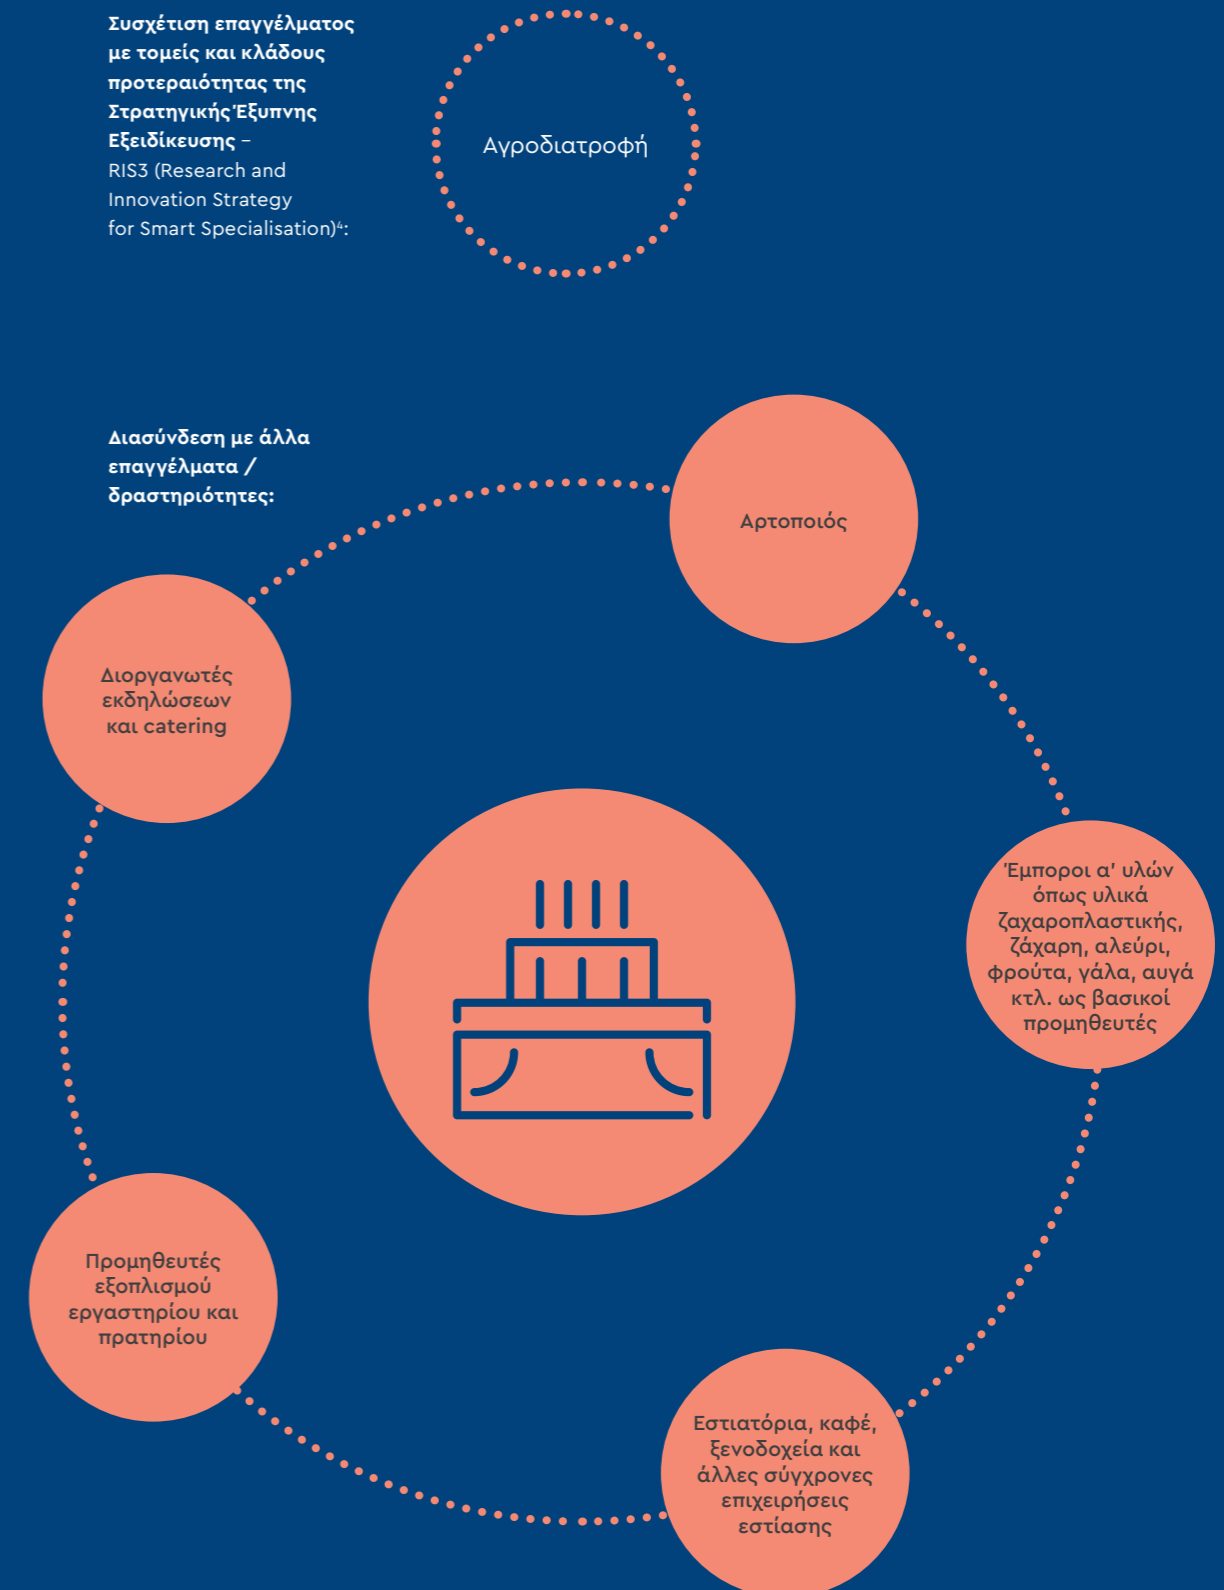 Συσχέτιση επαγγέλματος
με τομείς και κλάδους
προτεραιότητας της
Στρατηγικής Έξυπνης
Εξειδίκευσης –
RIS3 (Research and
Innovation Strategy
for Smart Specialisation)⁴:
Αγροδιατροφή
Διασύνδεση με άλλα
επαγγέλματα /
δραστηριότητες:
Αρτοποιός
Διοργανωτές
εκδηλώσεων
και catering
Έμποροι α' υλών
όπως υλικά
ζαχαροπλαστικής,
ζάχαρη, αλεύρι,
φρούτα, γάλα, αυγά
κτλ. ως βασικοί
προμηθευτές
Προμηθευτές
εξοπλισμού
εργαστηρίου και
πρατηρίου
Εστιατόρια, καφέ,
ξενοδοχεία και
άλλες σύγχρονες
επιχειρήσεις
εστίασης